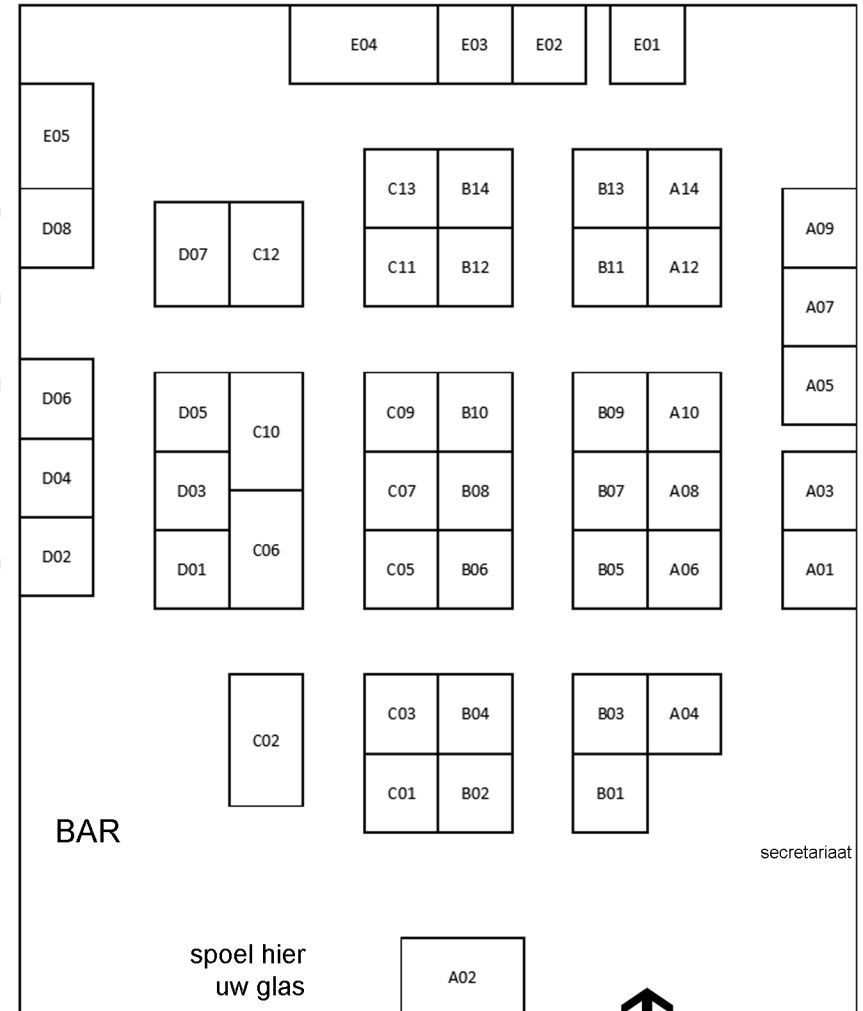 E04 E03 E02 E01
E05
D08
D07 C12
C13 B14
C11 B12
B13 A14
B11 A12
A09
A07
A05
D06
D04
D02
D05
D03
D01
C10
C06
C09 B10
C07 B08
C05 B06
B09 A10
B07 A08
B05 A06
A03
A01
C02
C03 B04
C01 B02
B03 A04
B01
BAR
secretariaat
spoel hier
uw glas
A02